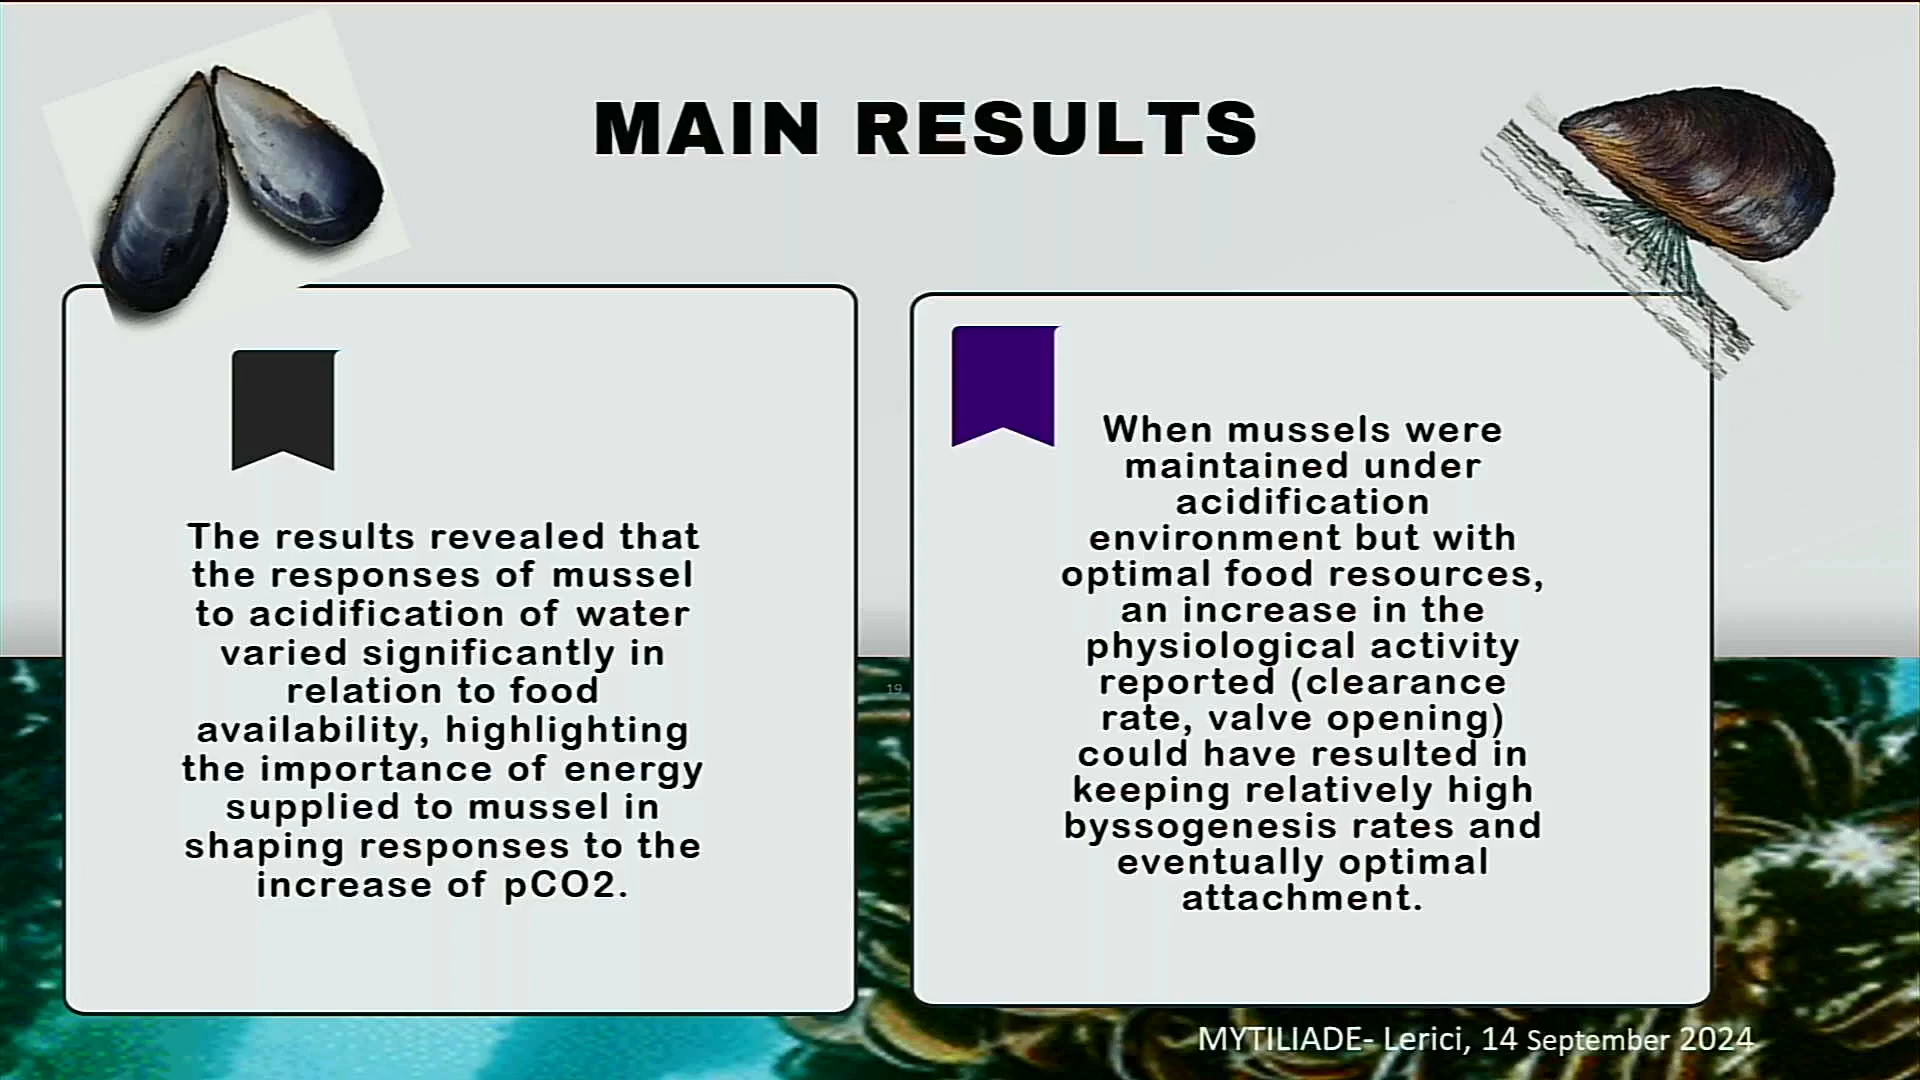 MAIN RESULTS
The results revealed that
the responses of mussel
to acidification of water
varied significantly in
relation to food
availability, highlighting
the importance of energy
supplied to mussel in
shaping responses to the
increase of pCO2.
19
When mussels were
maintained under
acidification
environment but with
optimal food resources,
an increase in the
physiological activity
reported (clearance
rate, valve opening)
could have resulted in
keeping relatively high
byssogenesis rates and
eventually optimal
attachment.
MYTILIADE- Lerici, 14 September 2024